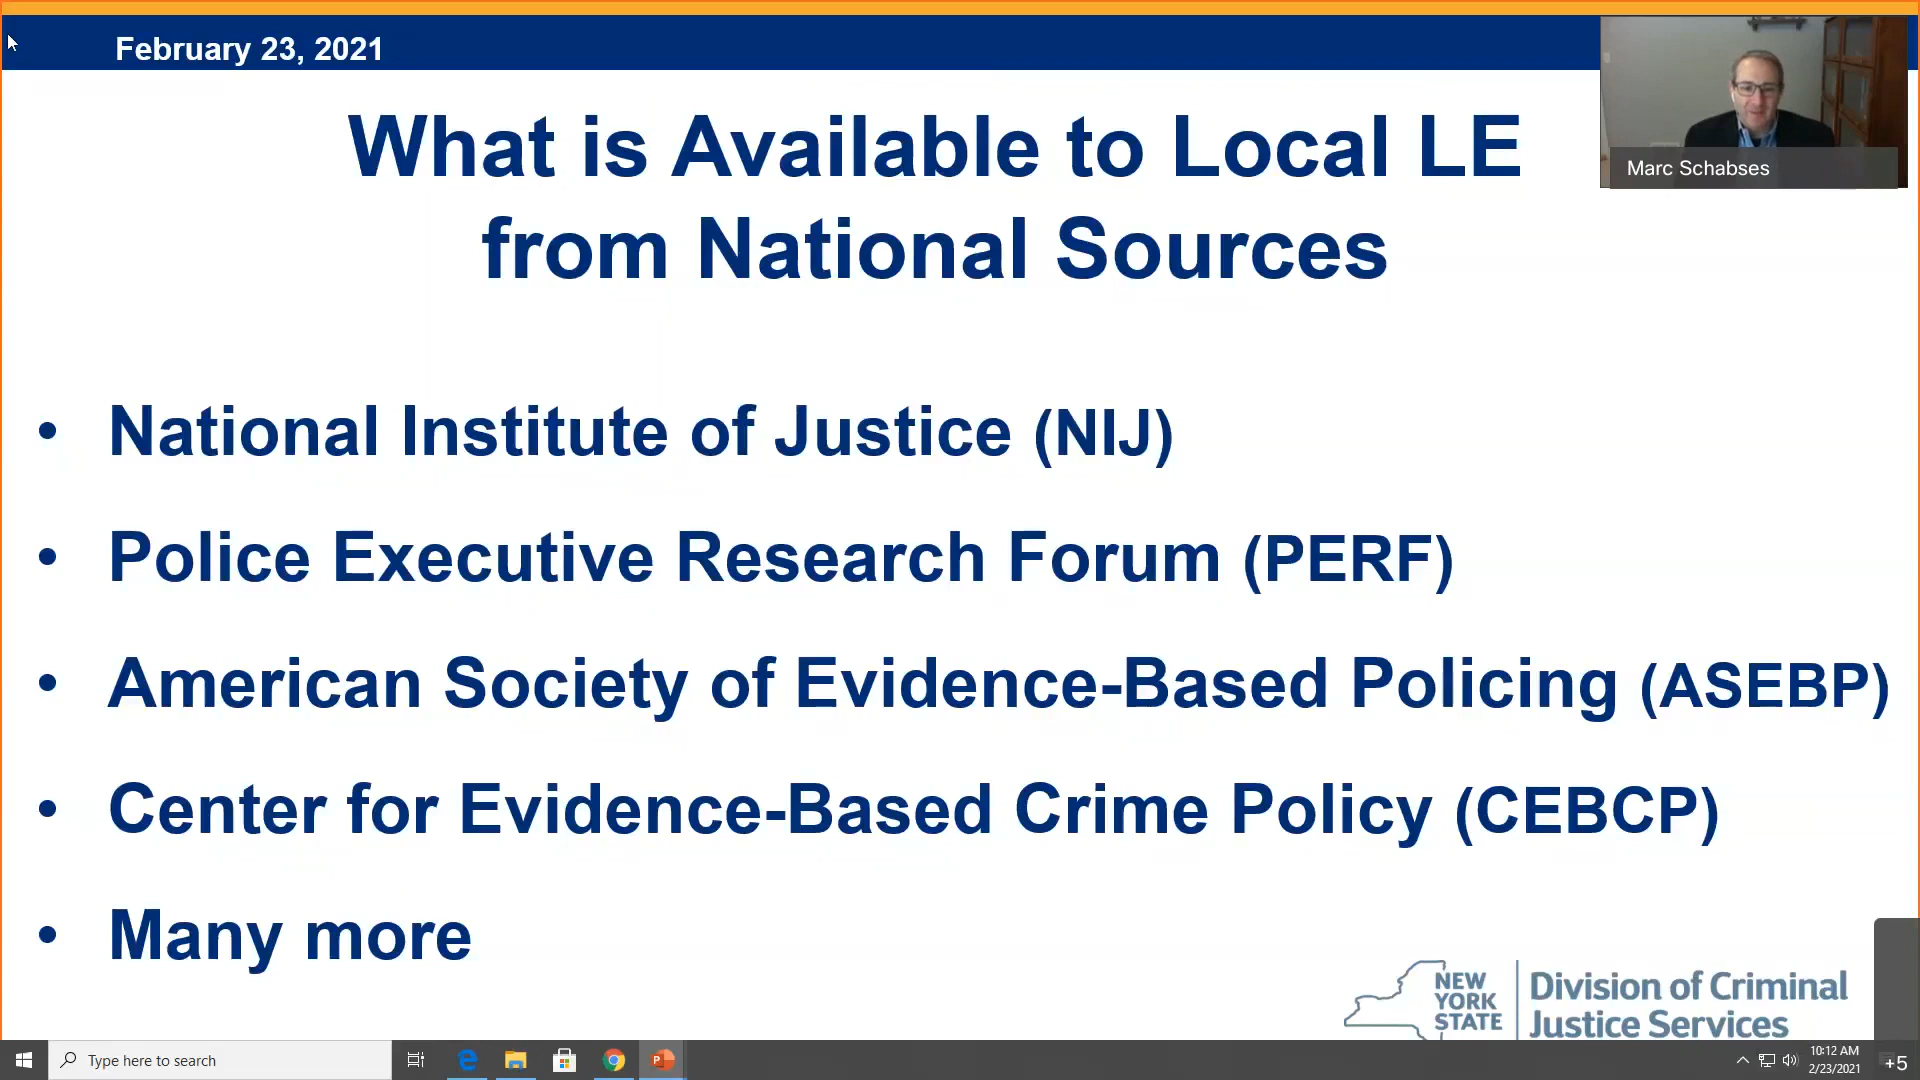 February 23, 2021
Marc Schabses
What is Available to Local LE
from National Sources
• National Institute of Justice (NIJ)
• Police Executive Research Forum (PERF)
• American Society of Evidence-Based Policing (ASEBP)
• Center for Evidence-Based Crime Policy (CEBCP)
• Many more
NEW
YORK
STATE
Division of Criminal
Justice Services
Type here to search
10:12 AM
2/23/2021
+5